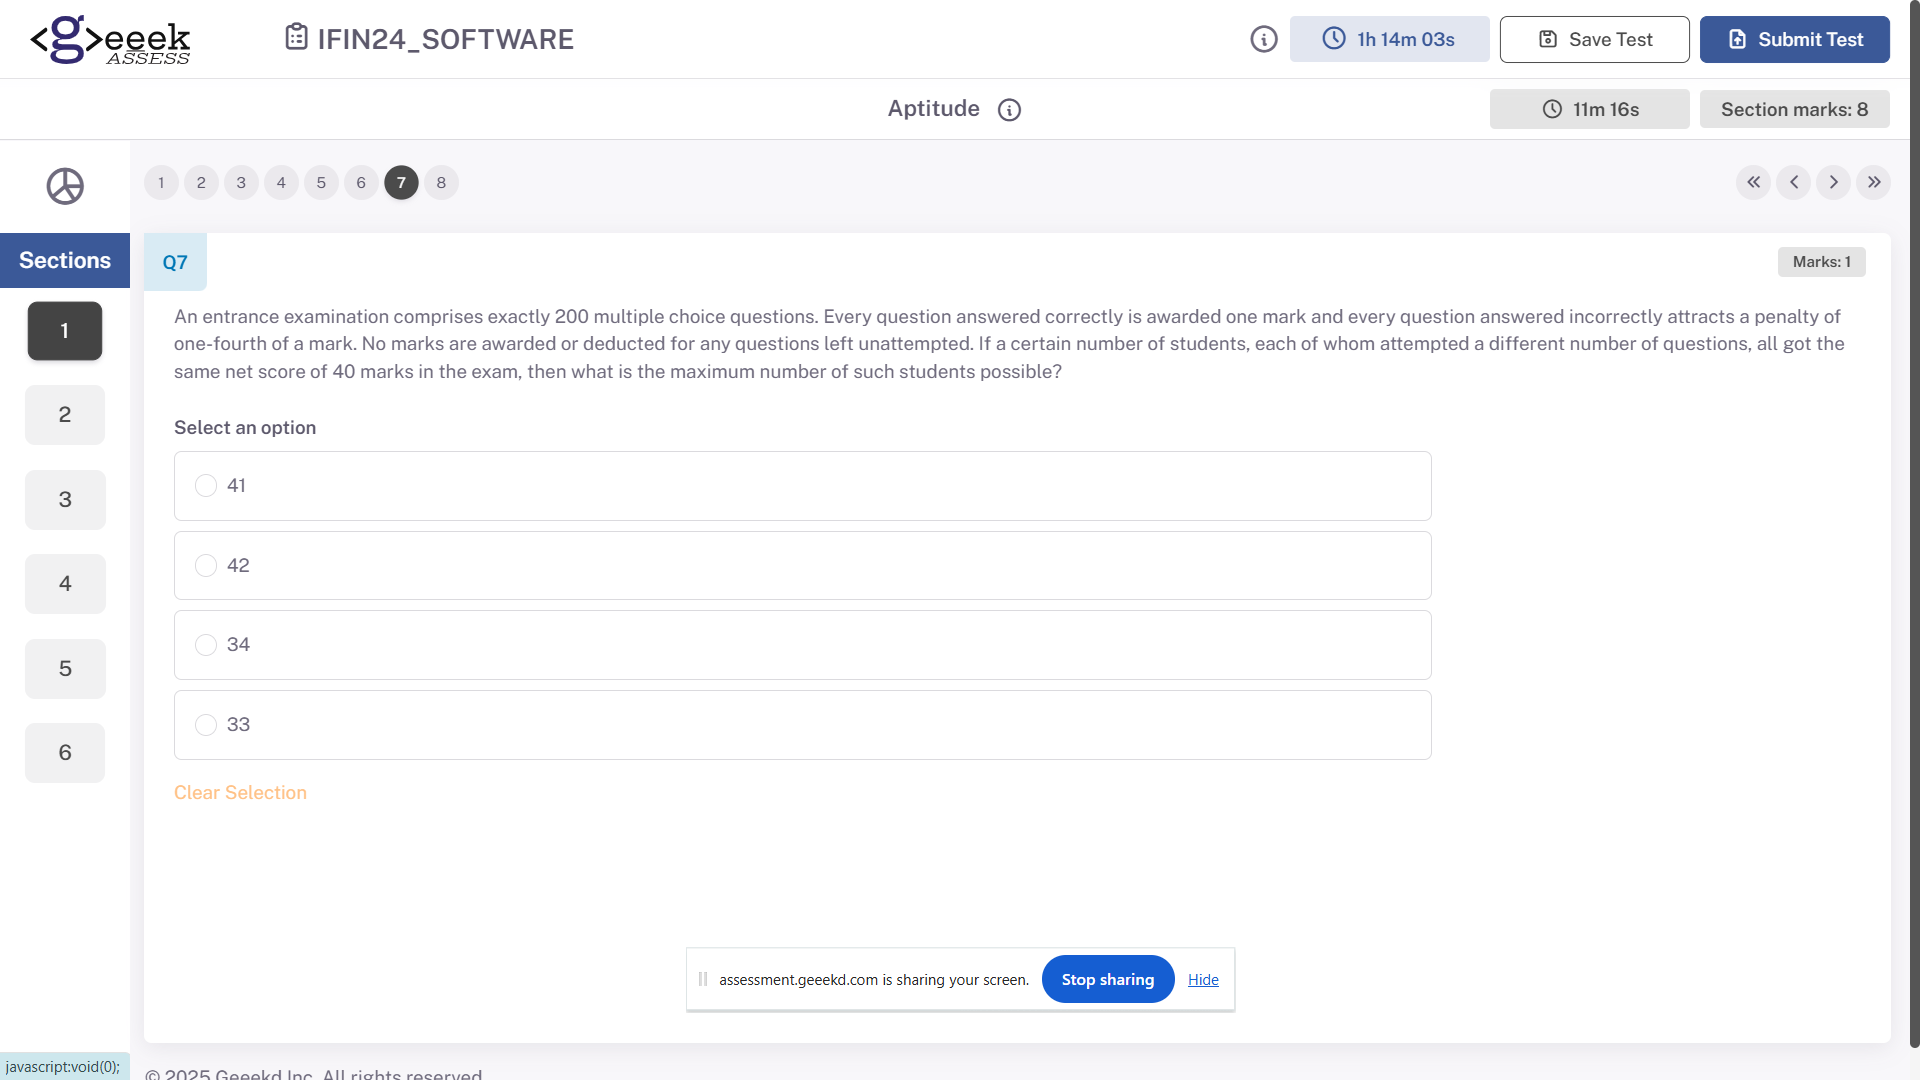 <g>eeek
ASSESS
IFIN24_SOFTWARE
1h 14m 03s
Save Test
Submit Test
Aptitude
11m 16s
Section marks: 8
1 2 3 4 5 6 7 8
Sections
1
2
3
4
5
6
Q7
Marks: 1
An entrance examination comprises exactly 200 multiple choice questions. Every question answered correctly is awarded one mark and every question answered incorrectly attracts a penalty of
one-fourth of a mark. No marks are awarded or deducted for any questions left unattempted. If a certain number of students, each of whom attempted a different number of questions, all got the
same net score of 40 marks in the exam, then what is the maximum number of such students possible?
Select an option
41
42
34
33
Clear Selection
assessment.geeekd.com is sharing your screen.
Stop sharing
Hide
javascript:void(0);
© 2025 Geeekd Inc. All rights reserved